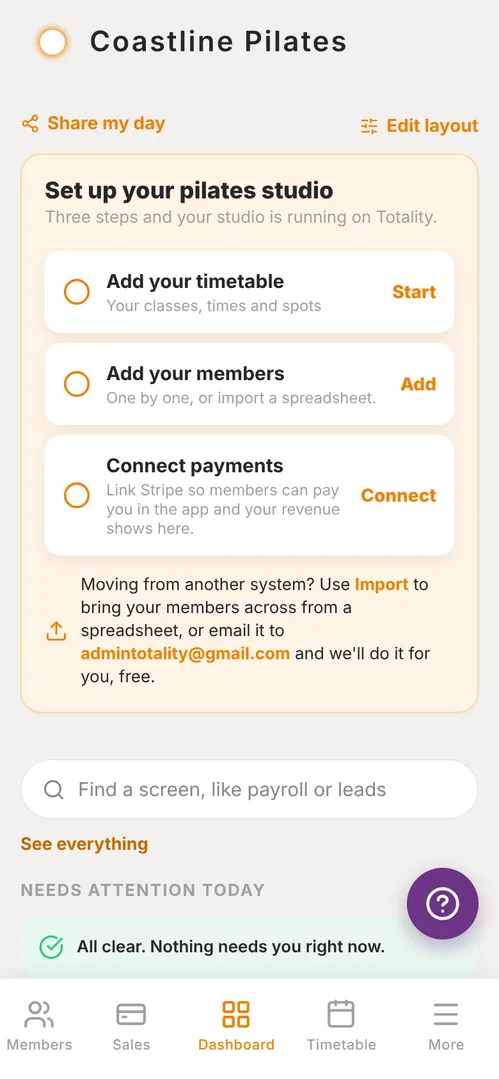 Coastline Pilates
Share my day
Edit layout
Set up your pilates studio
Three steps and your studio is running on Totality.
Add your timetable
Your classes, times and spots
Start
Add your members
One by one, or import a spreadsheet.
Add
Connect payments
Link Stripe so members can pay
you in the app and your revenue
shows here.
Connect
Moving from another system? Use Import to
bring your members across from a
spreadsheet, or email it to
admintotality@gmail.com and we'll do it for
you, free.
Find a screen, like payroll or leads
See everything
NEEDS ATTENTION TODAY
All clear. Nothing needs you right now.
Members
Sales
Dashboard
Timetable
More